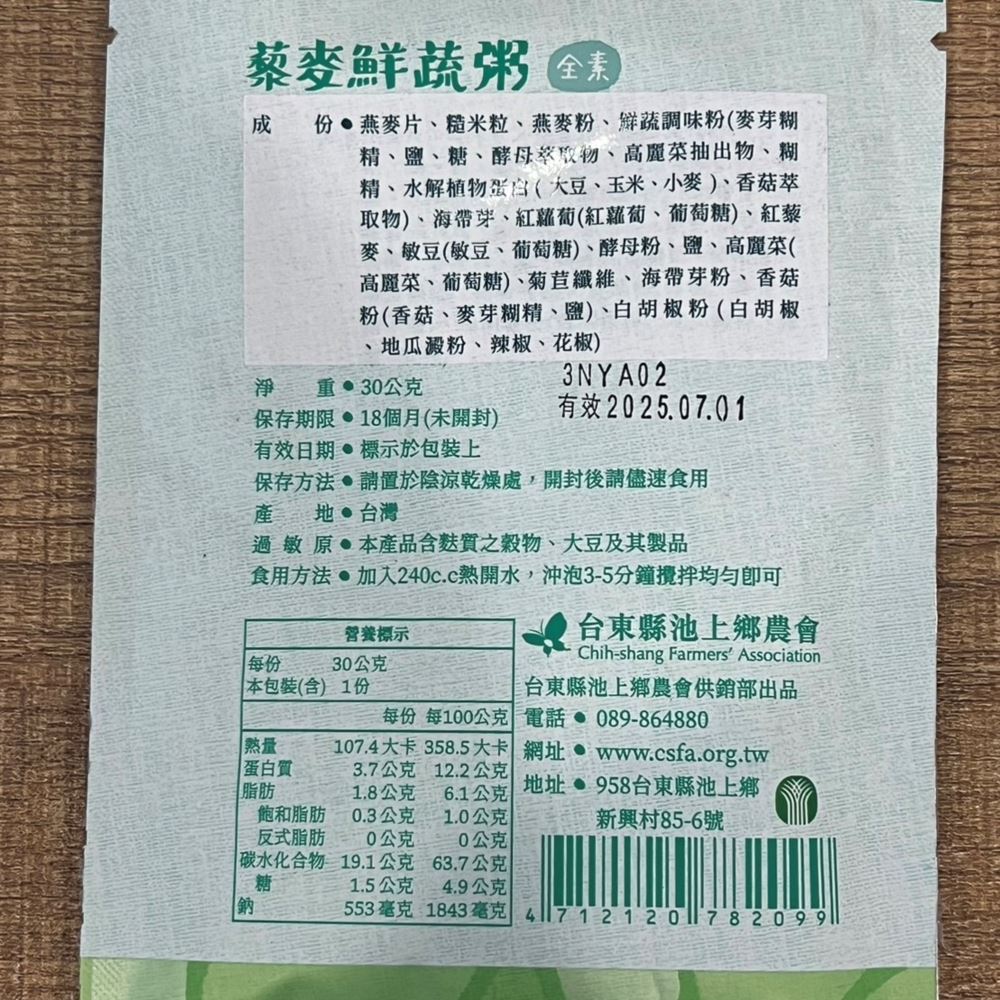 藜麥鮮蔬粥 全素
成 份●燕麥片、糙米粒、燕麥粉、鮮蔬調味粉(麥芽糊
精、鹽、糖、酵母萃取物、高麗菜抽出物、糊
精、水解植物蛋白(大豆、玉米、小麥)、香菇萃
取物)、海帶芽、紅蘿蔔(紅蘿蔔、葡萄糖)、紅藜
麥、敏豆(敏豆、葡萄糖)、酵母粉、鹽、高麗菜(
高麗菜、葡萄糖)、菊苣纖維、海帶芽粉、香菇
粉(香菇、麥芽糊精、鹽)、白胡椒粉(白胡椒
、地瓜澱粉、辣椒、花椒)
淨 重●30公克
3NYA02
有效2025.07.01
保存期限●18個月(未開封)
有效日期●標示於包裝上
保存方法●請置於陰涼乾燥處，開封後請儘速食用
產 地●台灣
過敏原●本產品含麩質之穀物、大豆及其製品
食用方法●加入240c.c熱開水，沖泡3-5分鐘攪拌均勻即可
營養標示
每份 30公克
本包裝(含) 1份
每份 每100公克
熱量 107.4大卡 358.5大卡
蛋白質 3.7公克 12.2公克
脂肪 1.8公克 6.1公克
飽和脂肪 0.3公克 1.0公克
反式脂肪 0公克 0公克
碳水化合物 19.1公克 63.7公克
糖 1.5公克 4.9公克
鈉 553毫克 1843毫克
台東縣池上鄉農會
Chih-shang Farmers' Association
台東縣池上鄉農會供銷部出品
電話●089-864880
網址●www.csfa.org.tw
地址●958台東縣池上鄉
新興村85-6號
4 712120 782099